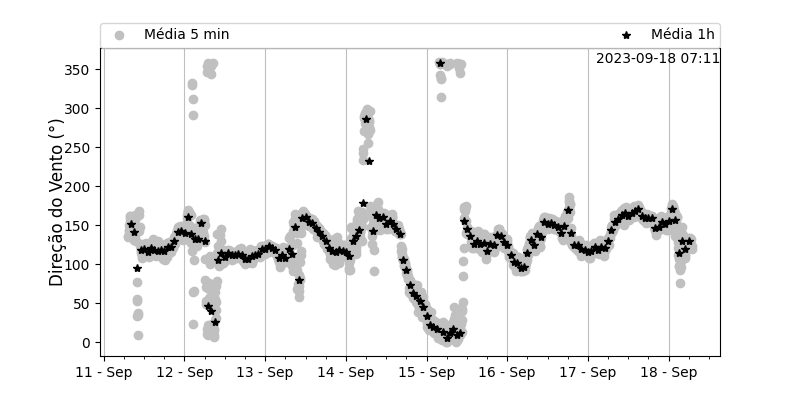 Média 5 min
Média 1h
2023-09-18 07:11
Direção do Vento (°)
350
300
250
200
150
100
50
0
11 - Sep
12 - Sep
13 - Sep
14 - Sep
15 - Sep
16 - Sep
17 - Sep
18 - Sep